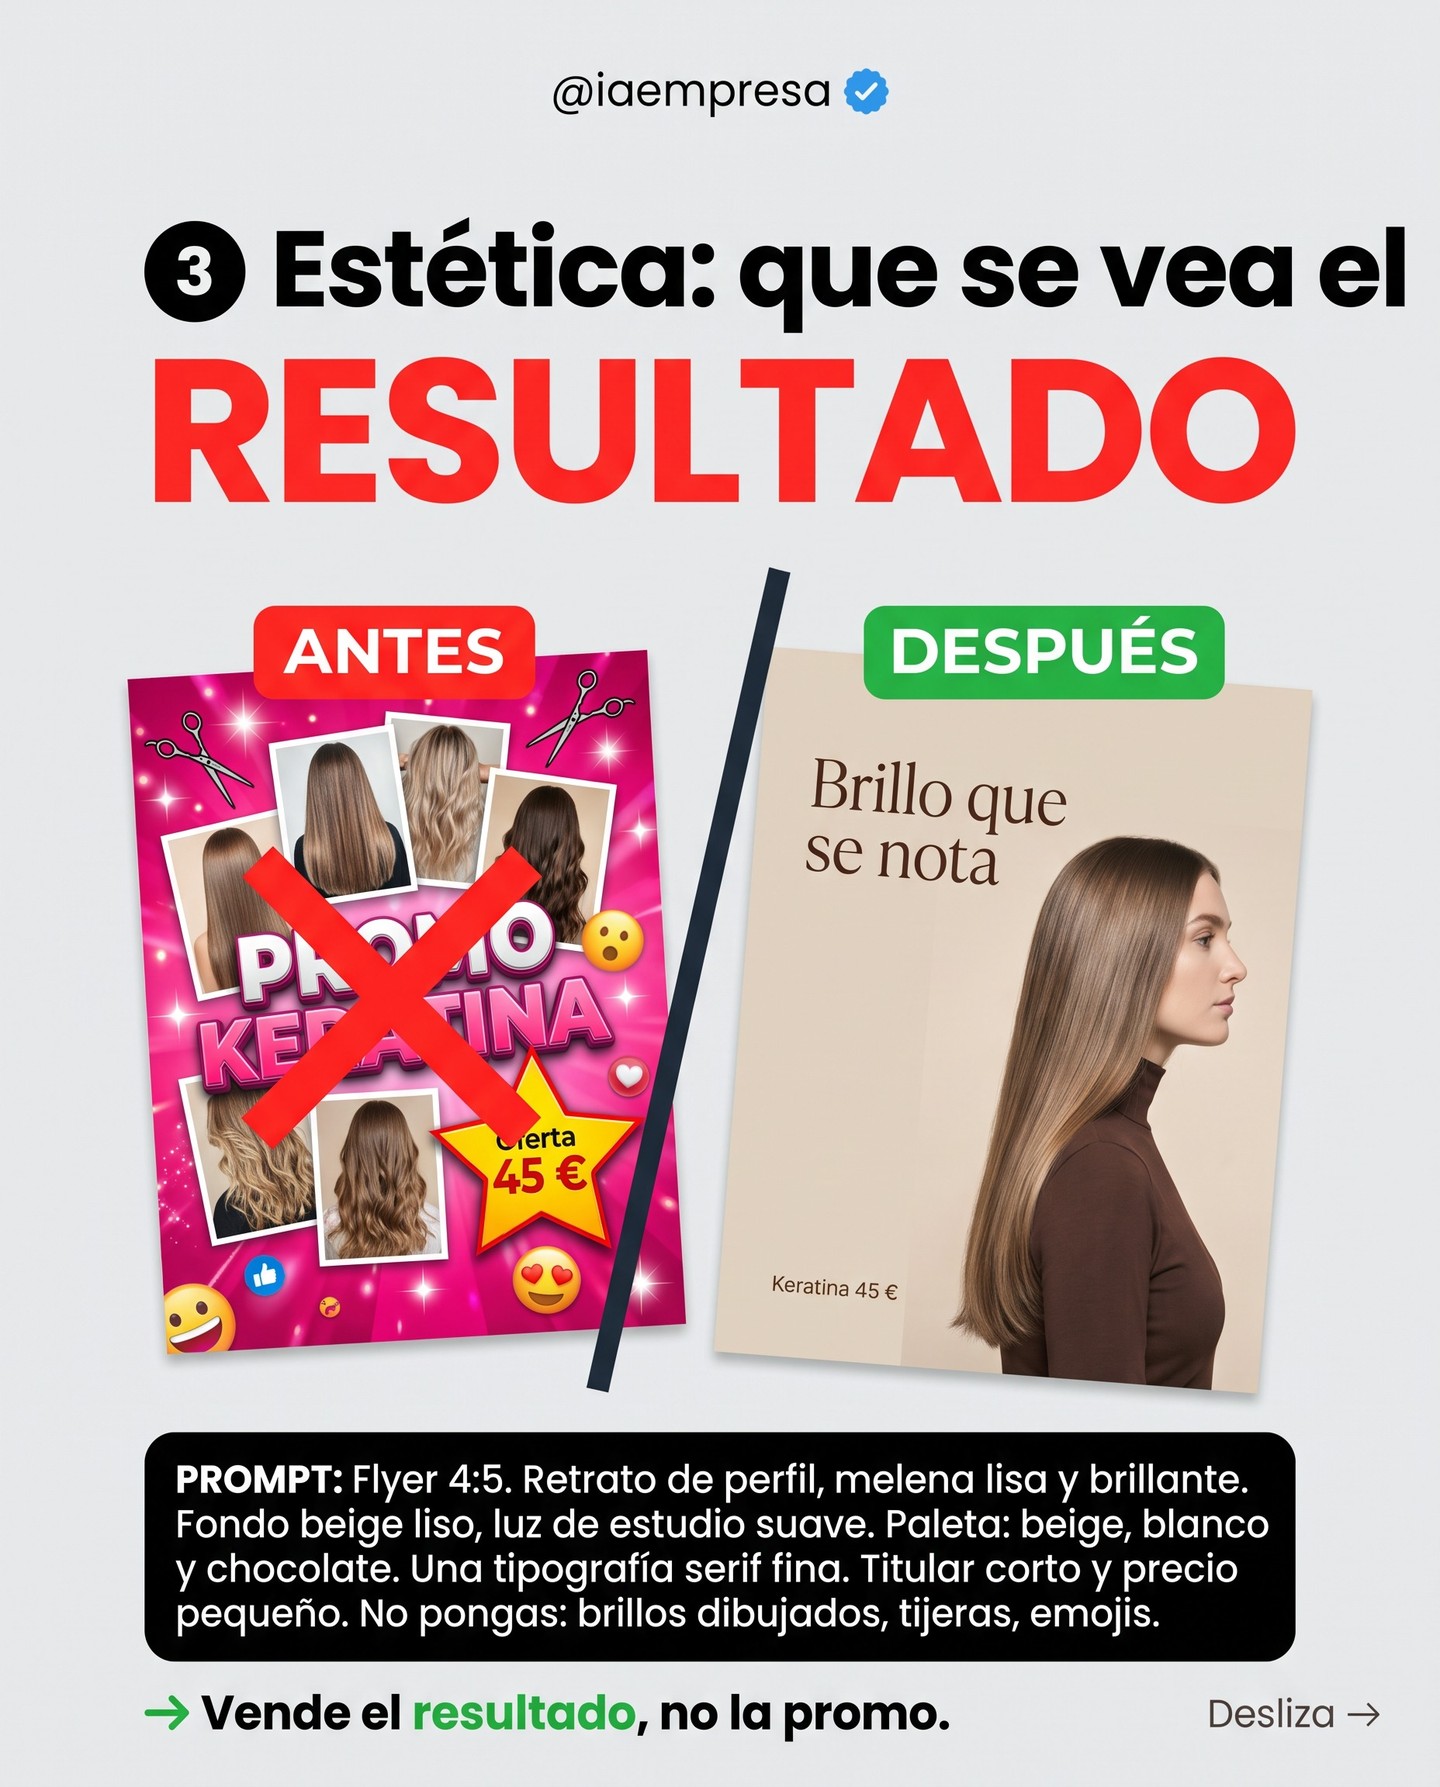 @iaempresa
3 Estética: que se vea el
RESULTADO
ANTES
PROMO
KERATINA
Oferta
45 €
DESPUÉS
Brillo que
se nota
Keratina 45 €
PROMPT: Flyer 4:5. Retrato de perfil, melena lisa y brillante.
Fondo beige liso, luz de estudio suave. Paleta: beige, blanco
y chocolate. Una tipografía serif fina. Titular corto y precio
pequeño. No pongas: brillos dibujados, tijeras, emojis.
→ Vende el resultado, no la promo.
Desliza →